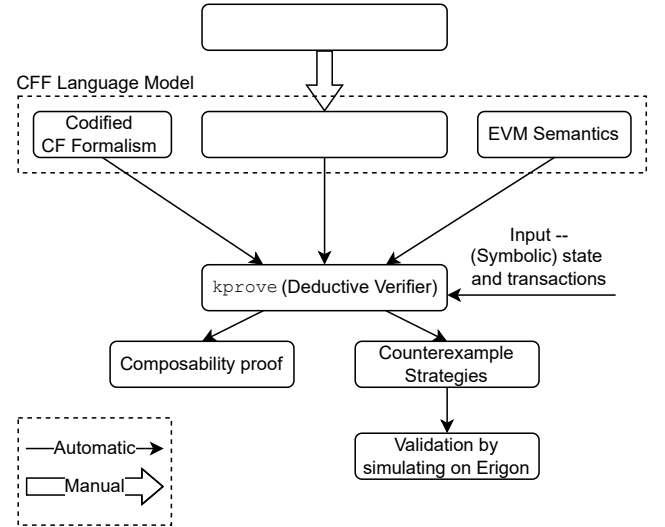 CFF Language Model
Codified
CF Formalism
EVM Semantics
Input --
(Symbolic) state
and transactions
kprove (Deductive Verifier)
Composability proof
Counterexample
Strategies
Automatic
Manual
Validation by
simulating on Erigon